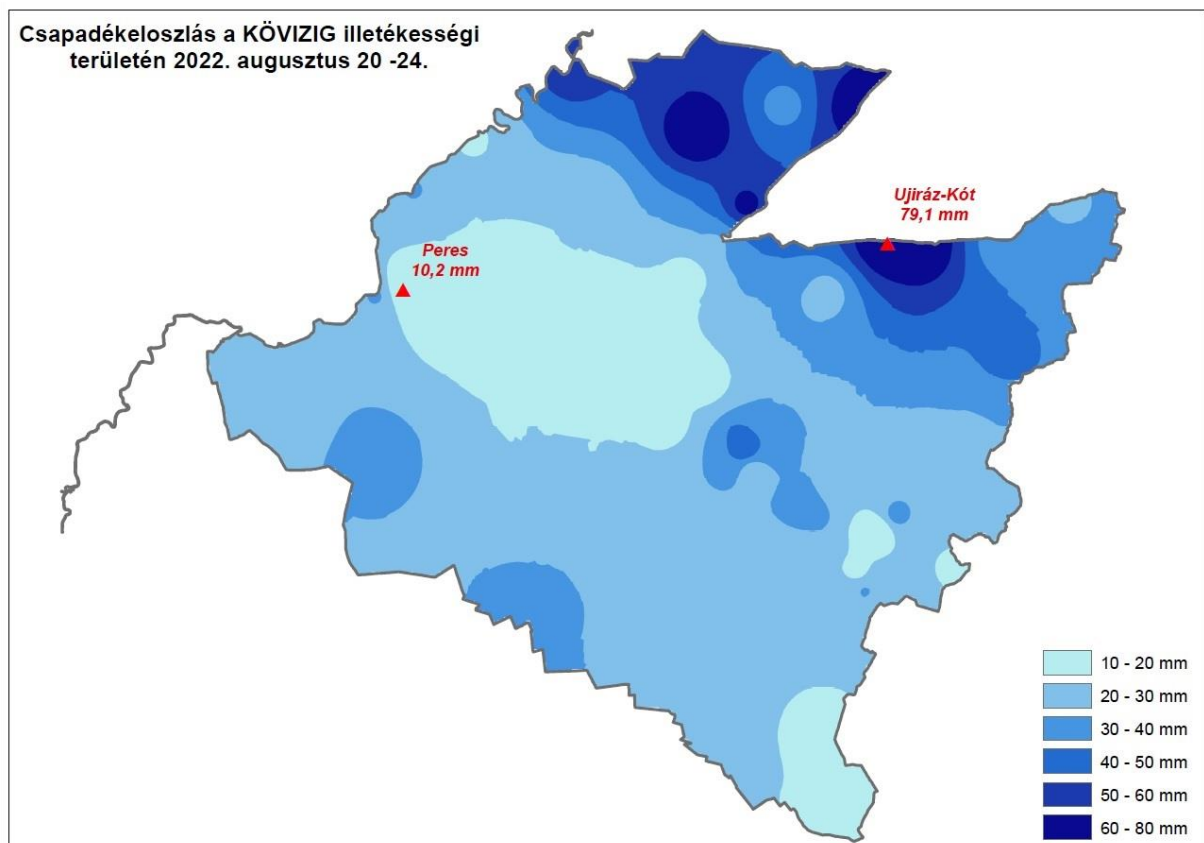 Csapadékeloszlás a KÖVIZIG illetékességi
területén 2022. augusztus 20 -24.
Ujiráz-Kót
79,1 mm
Peres
10,2 mm
10 - 20 mm
20 - 30 mm
30 - 40 mm
40 - 50 mm
50 - 60 mm
60 - 80 mm